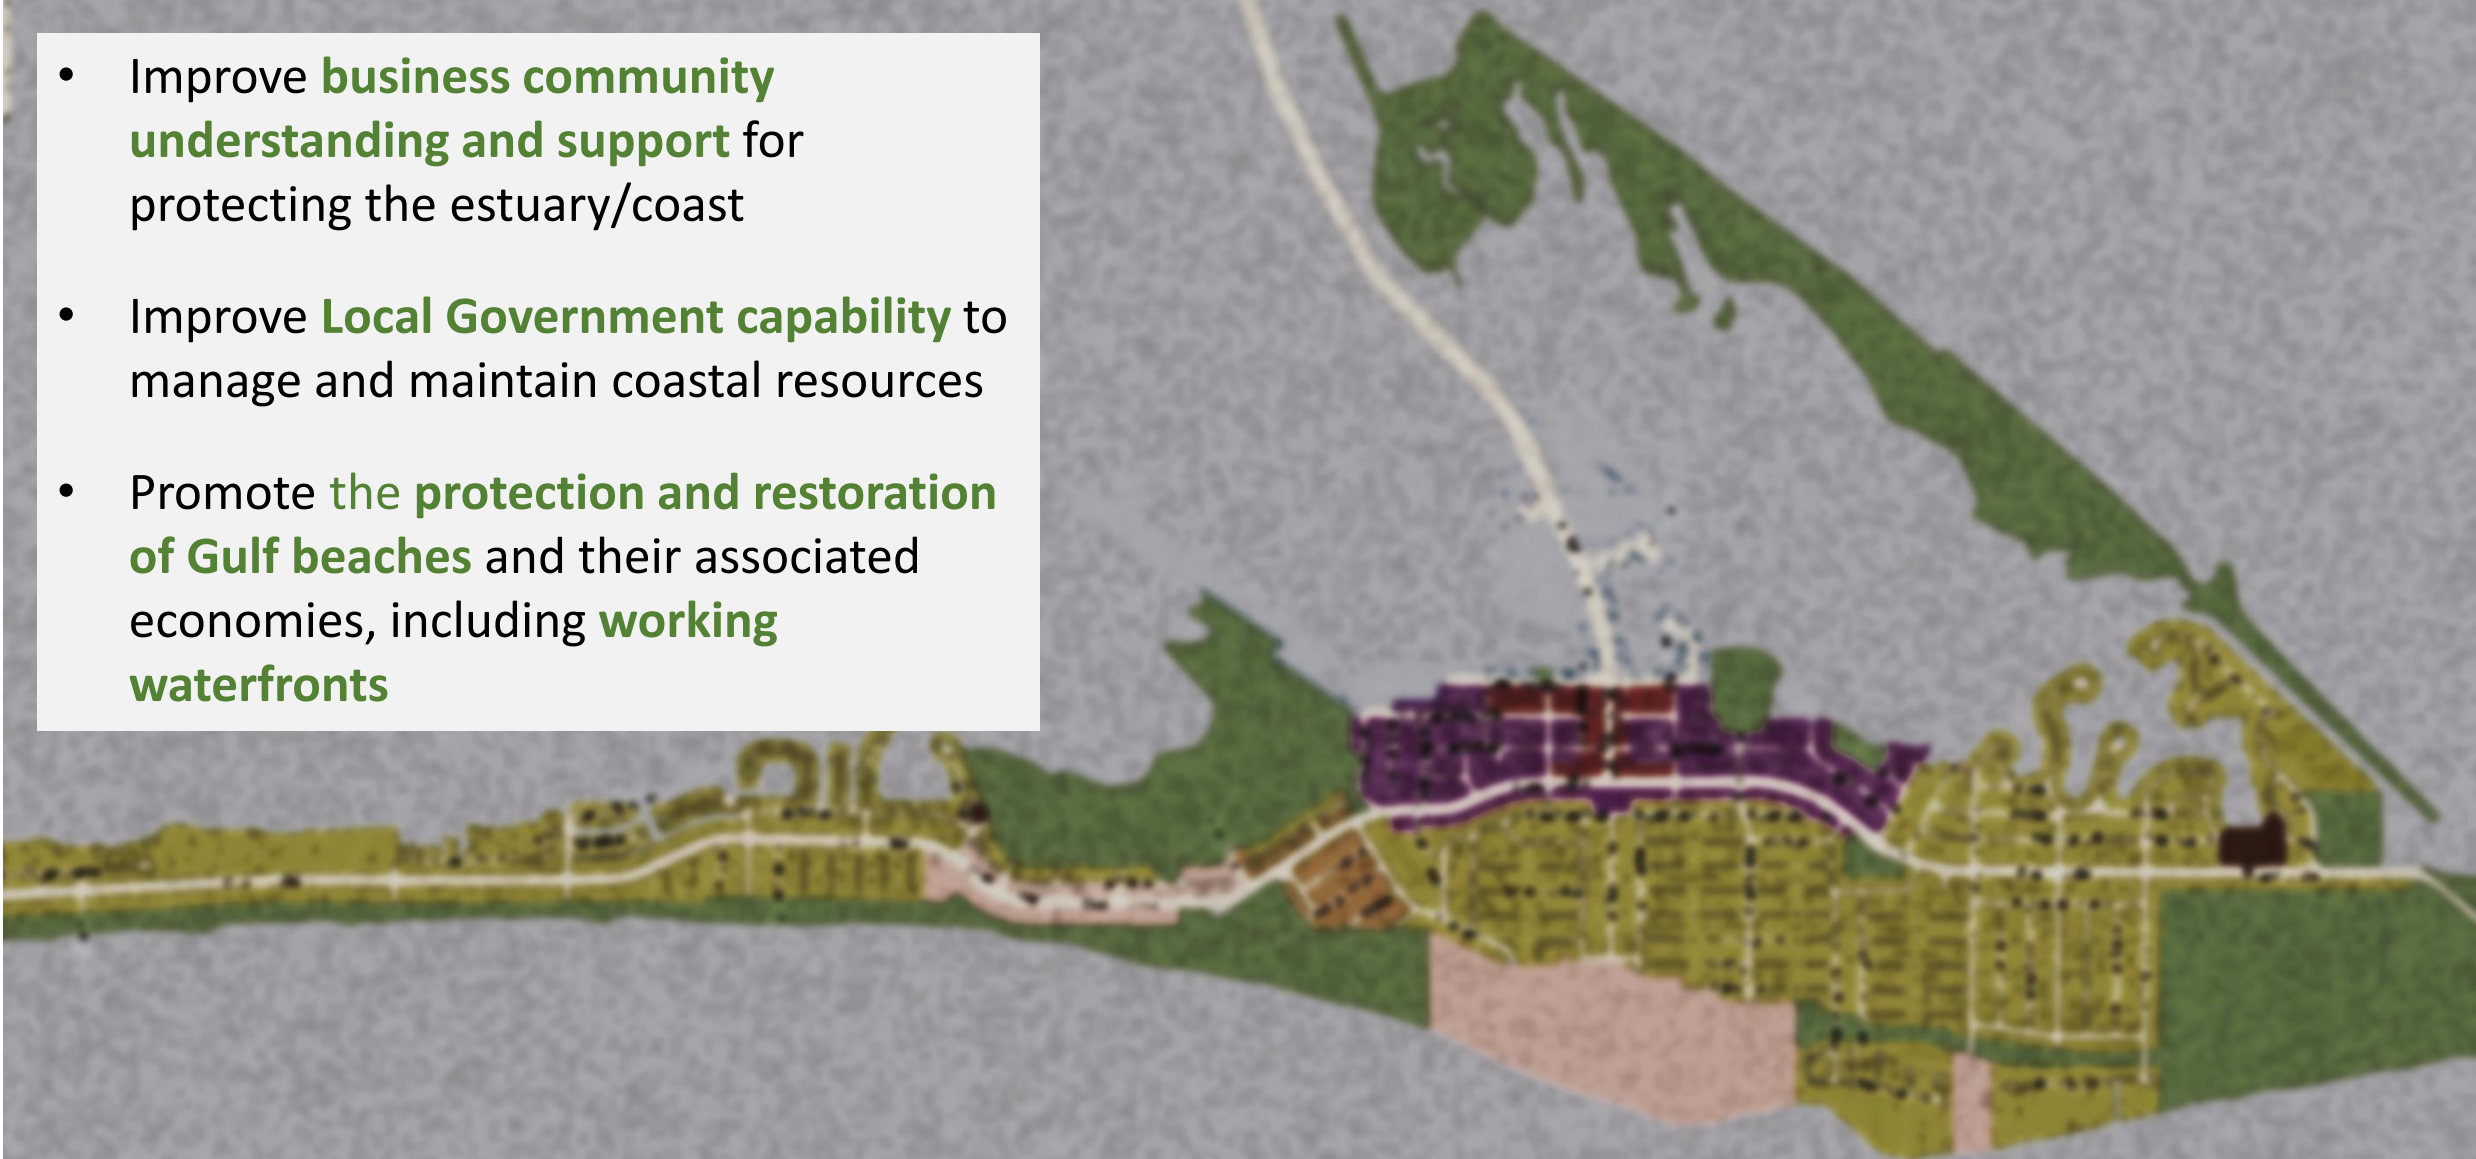 • Improve business community
understanding and support for
protecting the estuary/coast
• Improve Local Government capability to
manage and maintain coastal resources
• Promote the protection and restoration
of Gulf beaches and their associated
economies, including working
waterfronts